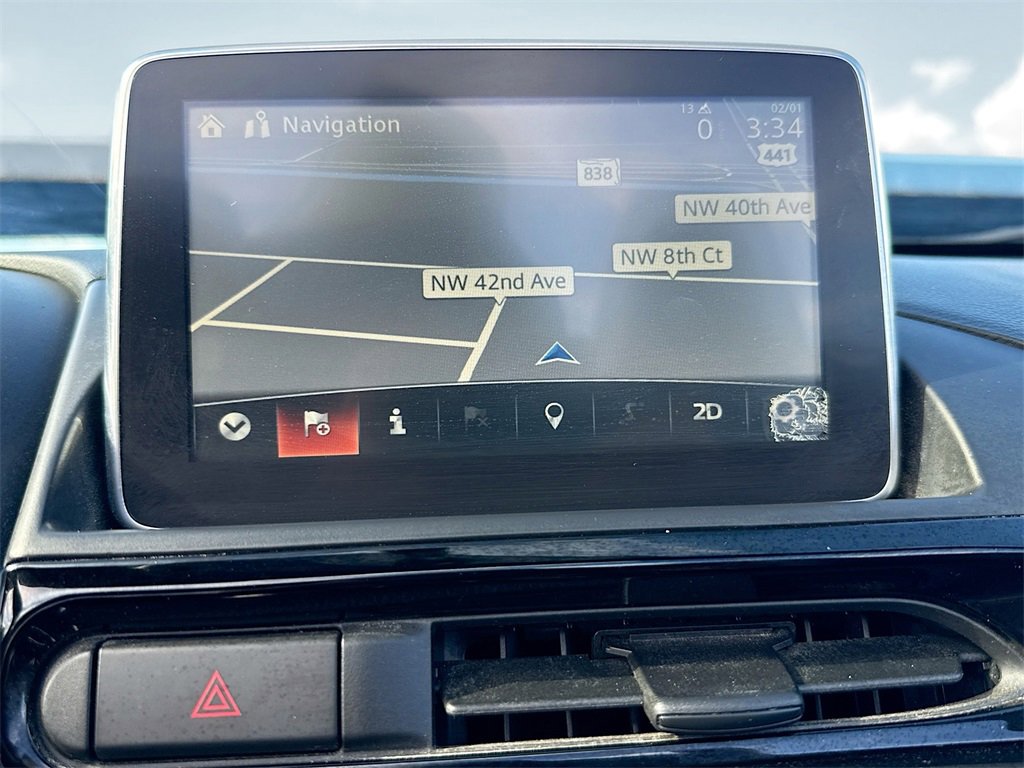 Navigation
13
0
02/01
3:34
441
838
NW 40th Ave
NW 8th Ct
NW 42nd Ave
2D